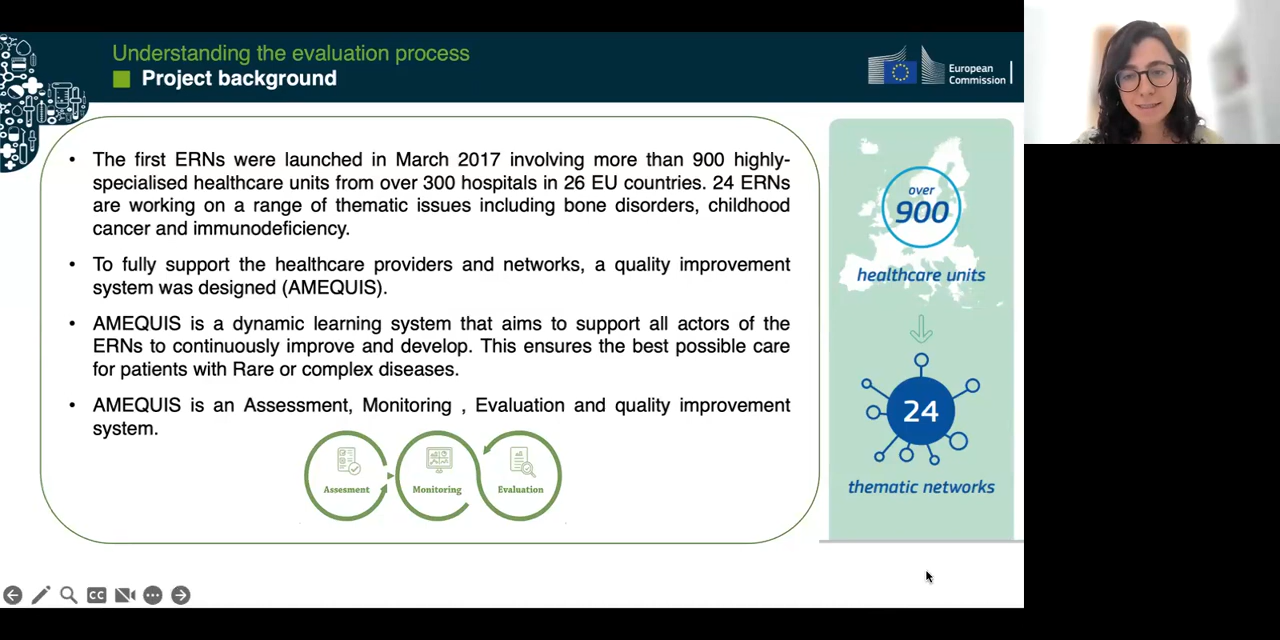 Understanding the evaluation process
Project background
European
Commission
• The first ERNs were launched in March 2017 involving more than 900 highly-
specialised healthcare units from over 300 hospitals in 26 EU countries. 24 ERNs
are working on a range of thematic issues including bone disorders, childhood
cancer and immunodeficiency.
• To fully support the healthcare providers and networks, a quality improvement
system was designed (AMEQUIS).
• AMEQUIS is a dynamic learning system that aims to support all actors of the
ERNs to continuously improve and develop. This ensures the best possible care
for patients with Rare or complex diseases.
• AMEQUIS is an Assessment, Monitoring , Evaluation and quality improvement
system.
Assesment
Monitoring
Evaluation
over
900
healthcare units
24
thematic networks
CC